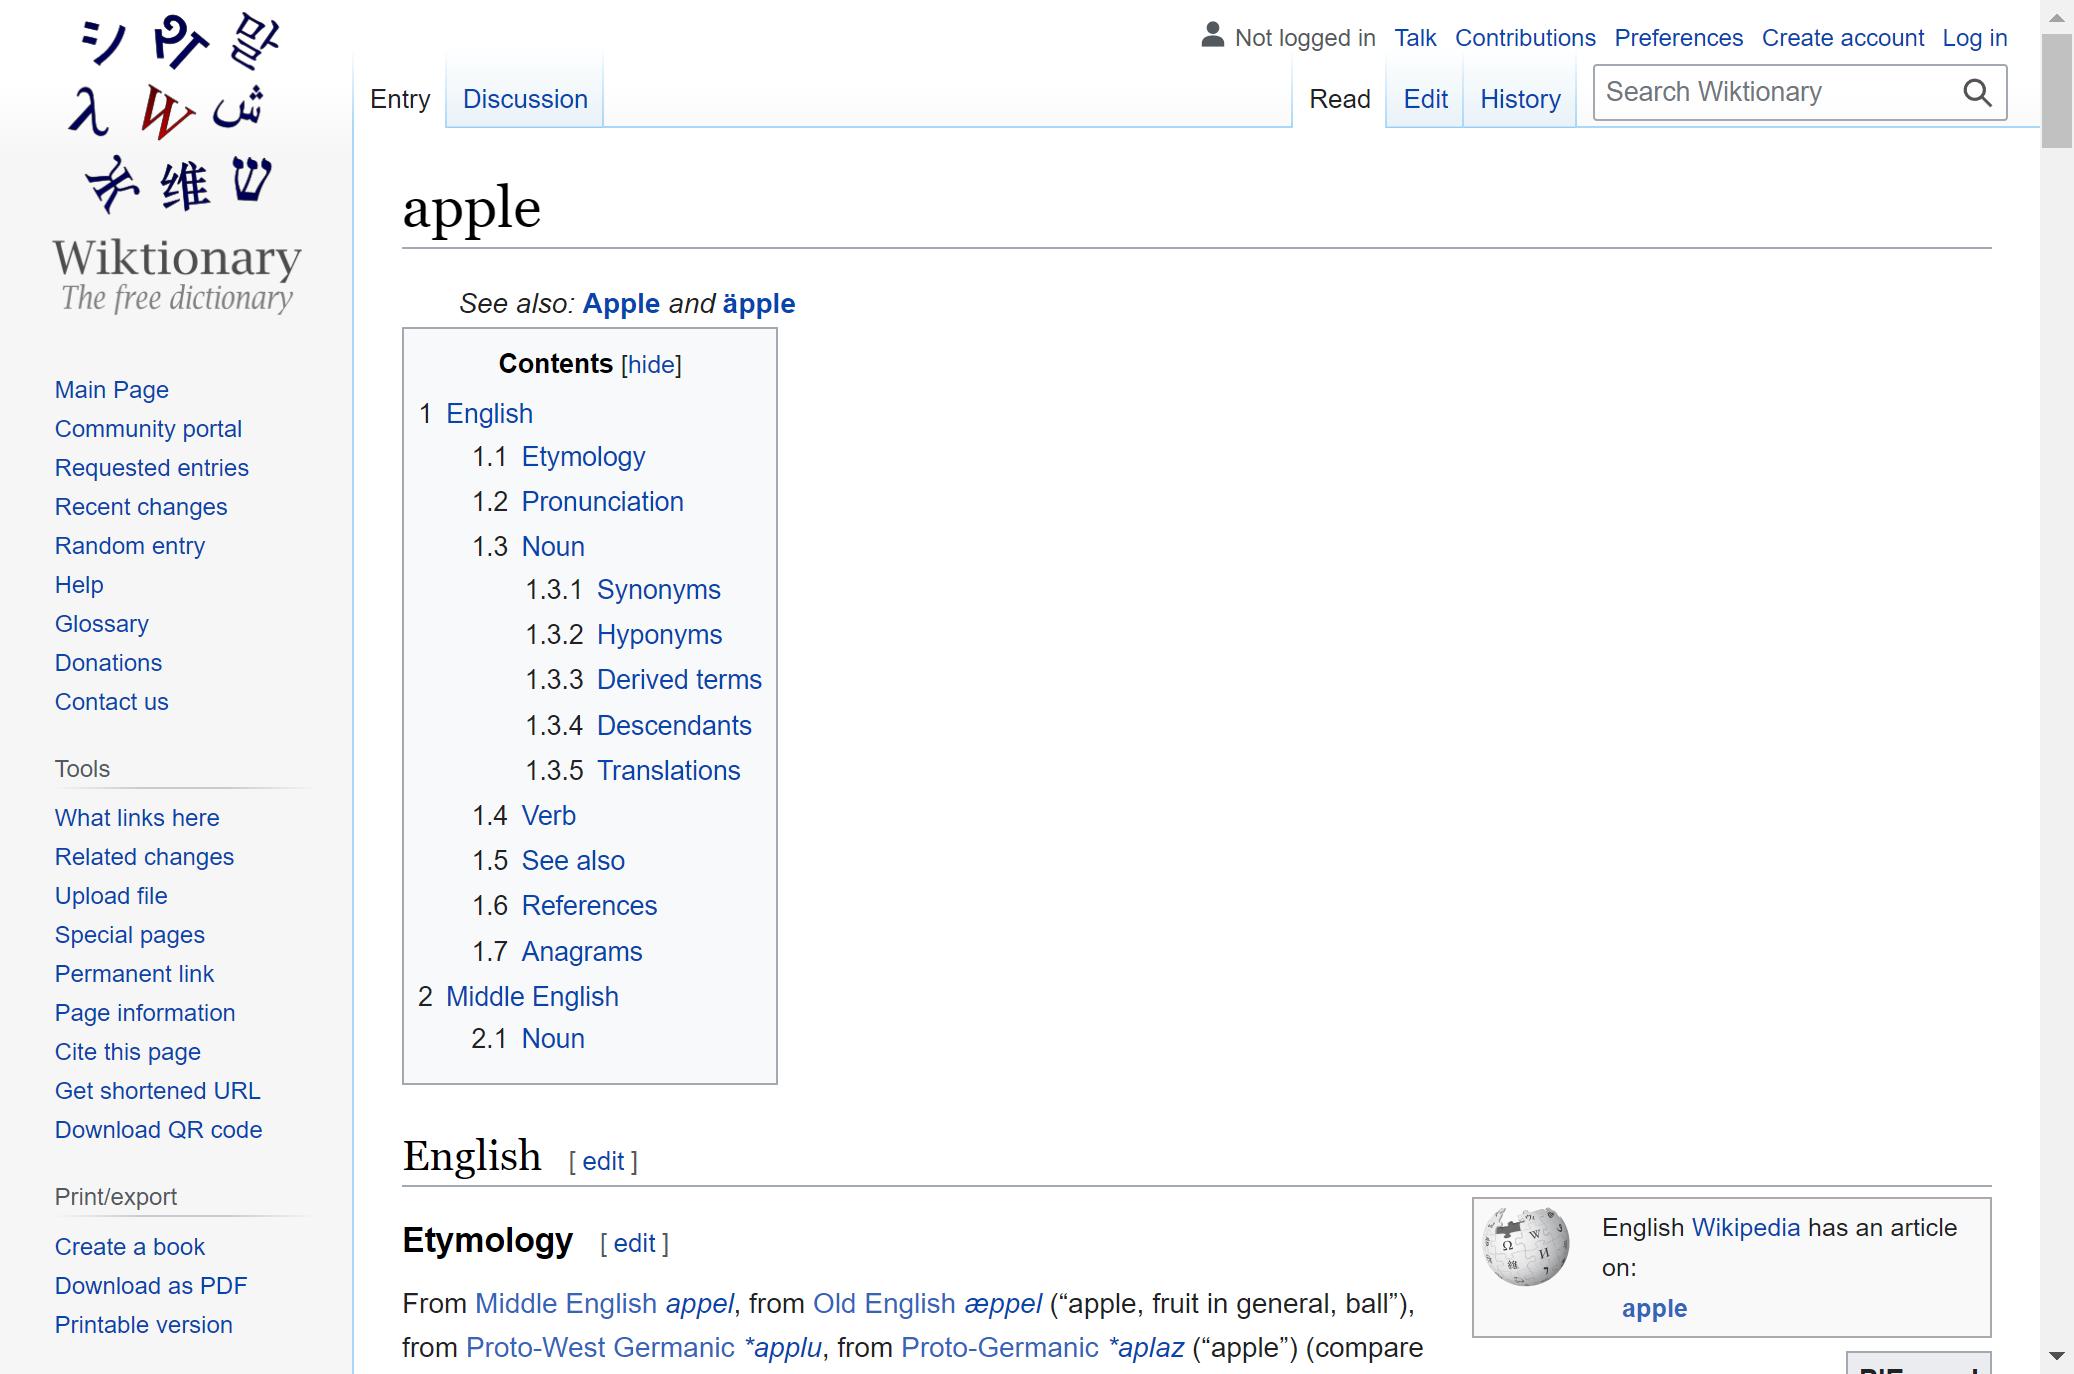 シ ጣ 말
λ W ش
维 ש
Wiktionary
The free dictionary
Main Page
Community portal
Requested entries
Recent changes
Random entry
Help
Glossary
Donations
Contact us
Tools
What links here
Related changes
Upload file
Special pages
Permanent link
Page information
Cite this page
Get shortened URL
Download QR code
Print/export
Create a book
Download as PDF
Printable version
Not logged in Talk Contributions Preferences Create account Log in
Entry Discussion Read Edit History Search Wiktionary
apple
See also: Apple and äpple
Contents [hide]
1 English
1.1 Etymology
1.2 Pronunciation
1.3 Noun
1.3.1 Synonyms
1.3.2 Hyponyms
1.3.3 Derived terms
1.3.4 Descendants
1.3.5 Translations
1.4 Verb
1.5 See also
1.6 References
1.7 Anagrams
2 Middle English
2.1 Noun
English [ edit ]
Etymology [ edit ]
From Middle English appel, from Old English æppel (“apple, fruit in general, ball”),
from Proto-West Germanic *applu, from Proto-Germanic *aplaz (“apple”) (compare
English Wikipedia has an article
on:
apple